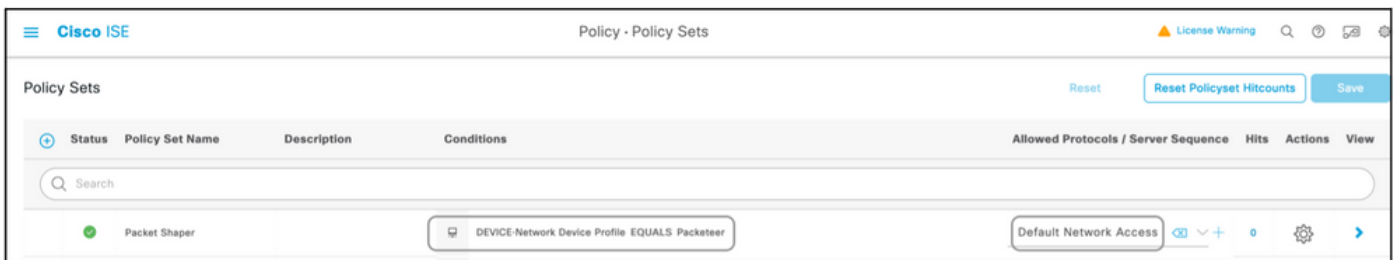 Cisco ISE Policy · Policy Sets License Warning
Policy Sets Reset Reset Policyset Hitcounts Save
Status Policy Set Name Description Conditions Allowed Protocols / Server Sequence Hits Actions View
Search
Packet Shaper DEVICE-Network Device Profile EQUALS Packeteer Default Network Access 0